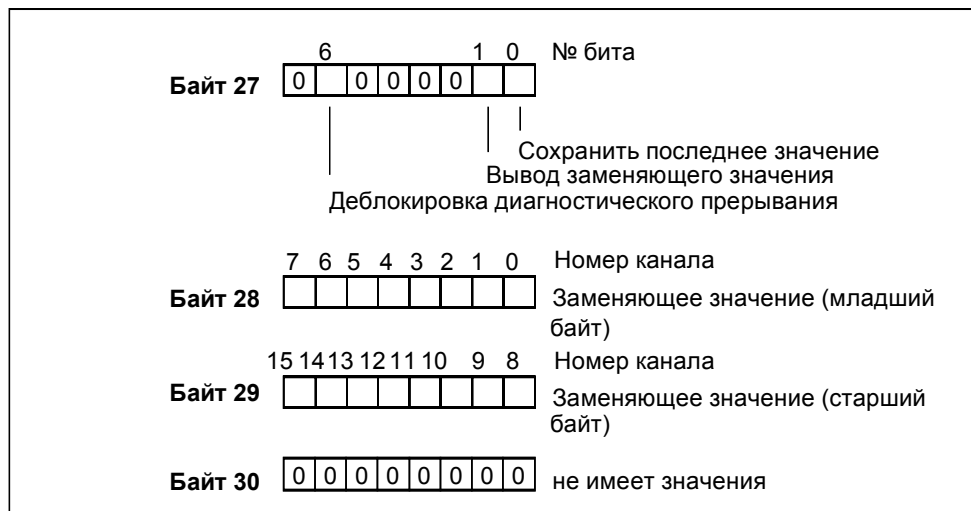 6 1 0 № бита
Байт 27 0 0 0 0 0
Сохранить последнее значение
Вывод заменяющего значения
Деблокировка диагностического прерывания
7 6 5 4 3 2 1 0 Номер канала
Байт 28 Заменяющее значение (младший
байт)
15 14 13 12 11 10 9 8 Номер канала
Байт 29 Заменяющее значение (старший
байт)
Байт 30 0 0 0 0 0 0 0 0 не имеет значения